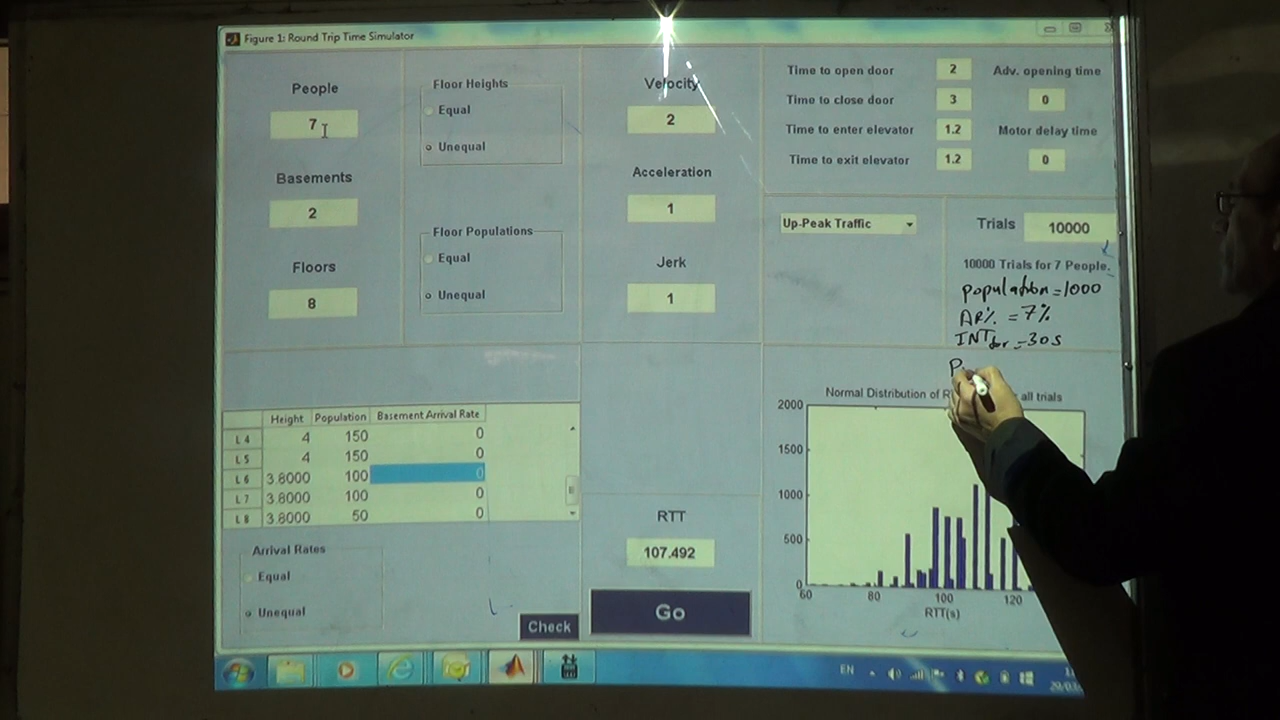 Figure 1: Round Trip Time Simulator
People
7
Basements
2
Floors
8
Floor Heights
Equal
Unequal
Floor Populations
Equal
Unequal
Velocity
2
Acceleration
1
Jerk
1
Time to open door 2
Time to close door 3
Time to enter elevator 1.2
Time to exit elevator 1.2
Adv. opening time
0
Motor delay time
0
Up-Peak Traffic
Trials 10000
10000 Trials for 7 People.
population=1000
AR% = 7%
INTtar=30s
P
Height Population Basement Arrival Rate
L 4 4 150 0
L 5 4 150 0
L 6 3.8000 100 0
L 7 3.8000 100 0
L 8 3.8000 50 0
Arrival Rates
Equal
Unequal
Check
RTT
107.492
Go
Normal Distribution of R all trials
2000
1500
1000
500
0
60 80 100 120
RTT(s)
EN